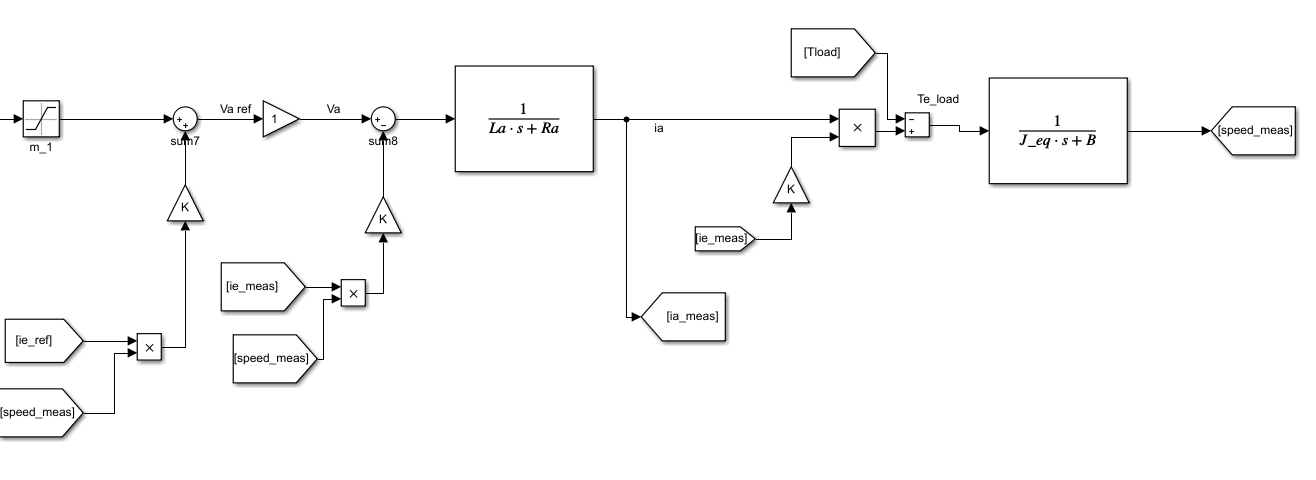 [Tload]
Te_load
Va ref
Va
1
1
La · s + Ra
ia
×
−
+
1
J_eq · s + B
[speed_meas]
m_1
+
+
sum7
+
−
sum8
K
K
K
[ie_meas]
[ie_meas]
×
[ia_meas]
[ie_ref]
×
[speed_meas]
[speed_meas]